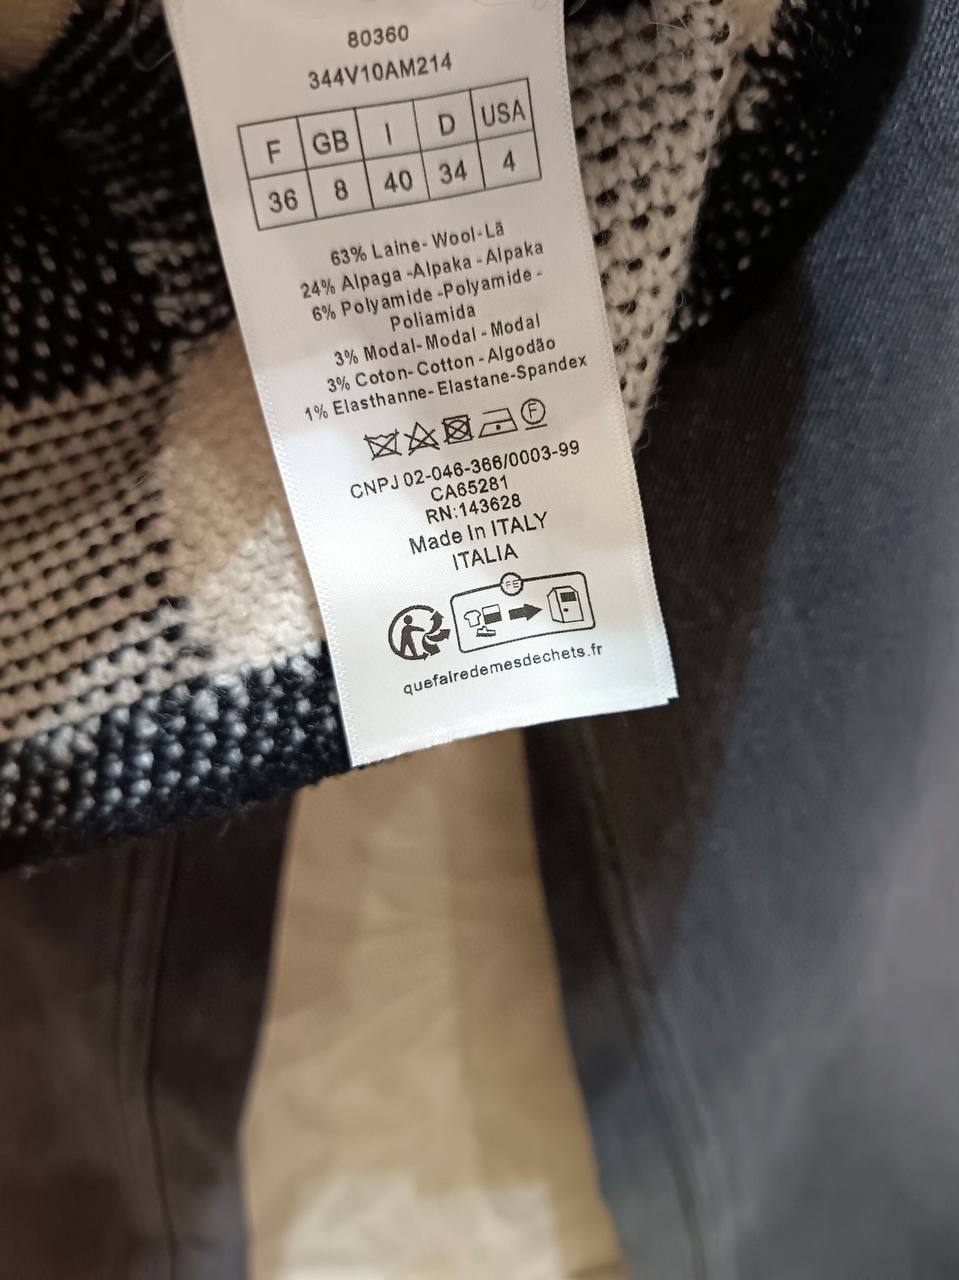 80360
344V10AM214
F GB I D USA
36 8 40 34 4
63% Laine- Wool-Lã
24% Alpaga -Alpaka - Alpaka
6% Polyamide -Polyamide -
Poliamida
3% Modal- Modal - Modal
3% Coton- Cotton - Algodão
1% Elasthanne- Elastane-Spandex
F
CNPJ 02-046-366/0003-99
CA65281
RN:143628
Made In ITALY
ITALIA
FE
quefairedemesdechets.fr